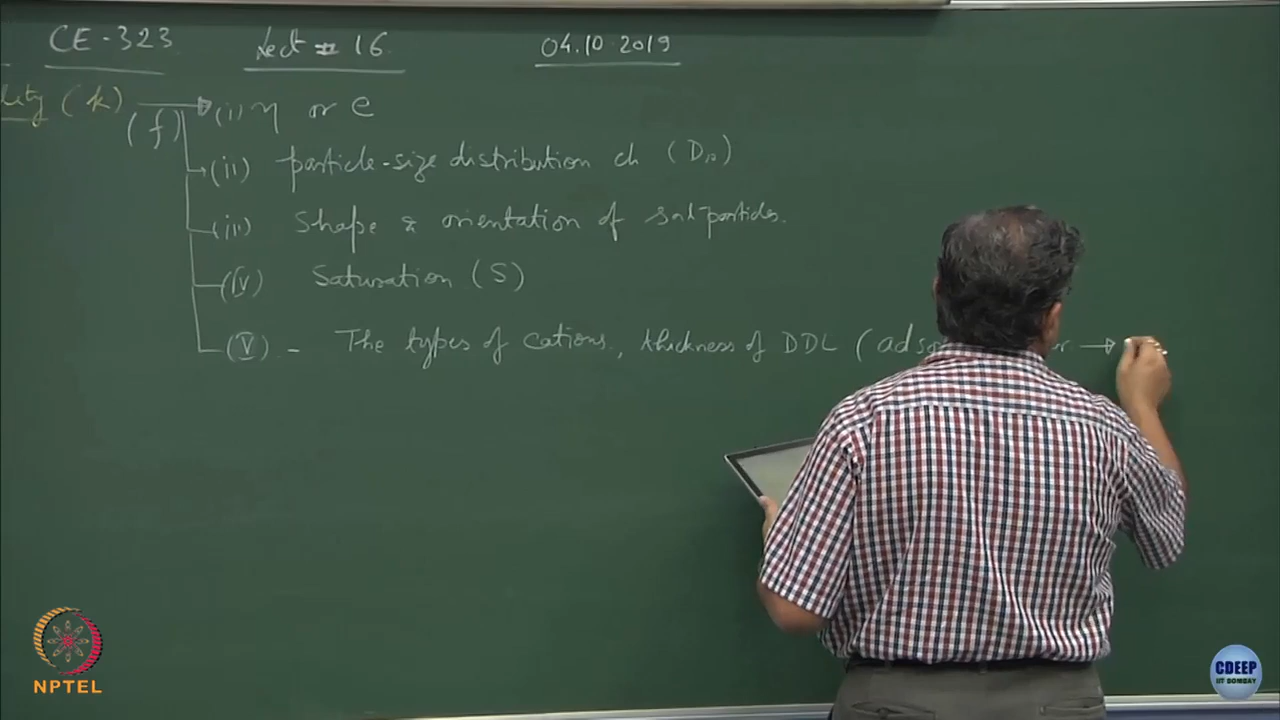 CE-323 Lect-16 04.10.2019
lity (k) (f) (i) η or e
(ii) particle-size distribution ch (D10)
(iii) Shape & orientation of soil-particles.
(iv) Saturation (S)
(v) - The types of cations, thickness of DDL (adso
NPTEL
CDEEP
IIT BOMBAY